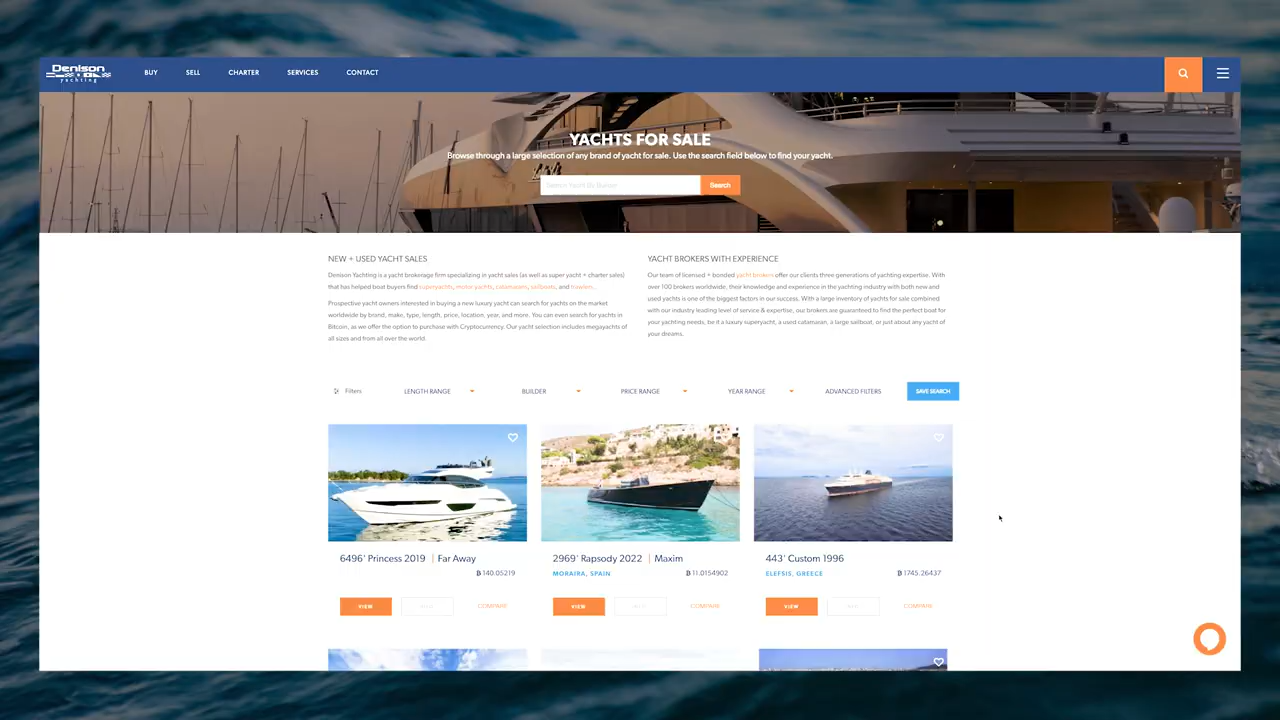 Denison
yachting
BUY SELL CHARTER SERVICES CONTACT
YACHTS FOR SALE
Browse through a large selection of any brand of yacht for sale. Use the search field below to find your yacht.
Search Yacht By Builder
Search
NEW + USED YACHT SALES
Denison Yachting is a yacht brokerage firm specializing in yacht sales (as well as super yacht + charter sales)
that has helped boat buyers find superyachts, motor yachts, catamarans, sailboats, and trawlers.
Prospective yacht owners interested in buying a new luxury yacht can search for yachts on the market
worldwide by brand, make, type, length, price, location, year, and more. You can even search for yachts in
Bitcoin, as we offer the option to purchase with Cryptocurrency. Our yacht selection includes megayachts of
all sizes and from all over the world.
YACHT BROKERS WITH EXPERIENCE
Our team of licensed + bonded yacht brokers offer our clients three generations of yachting expertise. With
over 100 brokers worldwide, their knowledge and experience in the yachting industry with both new and
used yachts is one of the biggest factors in our success. With a large inventory of yachts for sale combined
with our industry leading level of service & expertise, our brokers are guaranteed to find the perfect boat for
your yachting needs, be it a luxury superyacht, a used catamaran, a large sailboat, or just about any yacht of
your dreams.
Filters LENGTH RANGE BUILDER PRICE RANGE YEAR RANGE ADVANCED FILTERS SAVE SEARCH
6496' Princess 2019 | Far Away
₿ 140.05219
VIEW COMPARE
2969' Rapsody 2022 | Maxim
MORAIRA, SPAIN ₿ 11.0154902
VIEW COMPARE
443' Custom 1996
ELEFSIS, GREECE ₿ 1745.26437
VIEW COMPARE